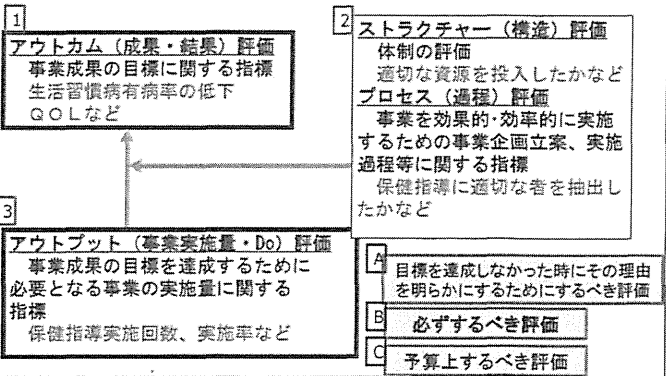 1
アウトカム（成果・結果）評価
事業成果の目標に関する指標
生活習慣病有病率の低下
ＱＯＬなど
2
ストラクチャー（構造）評価
体制の評価
適切な資源を投入したかなど
プロセス（過程）評価
事業を効果的・効率的に実施
するための事業企画立案、実施
過程等に関する指標
保健指導に適切な者を抽出し
たかなど
3
アウトプット（事業実施量・Do）評価
事業成果の目標を達成するために
必要となる事業の実施量に関する
指標
保健指導実施回数、実施率など
A
目標を達成しなかった時にその理由
を明らかにするためにするべき評価
B
必ずするべき評価
C
予算上するべき評価